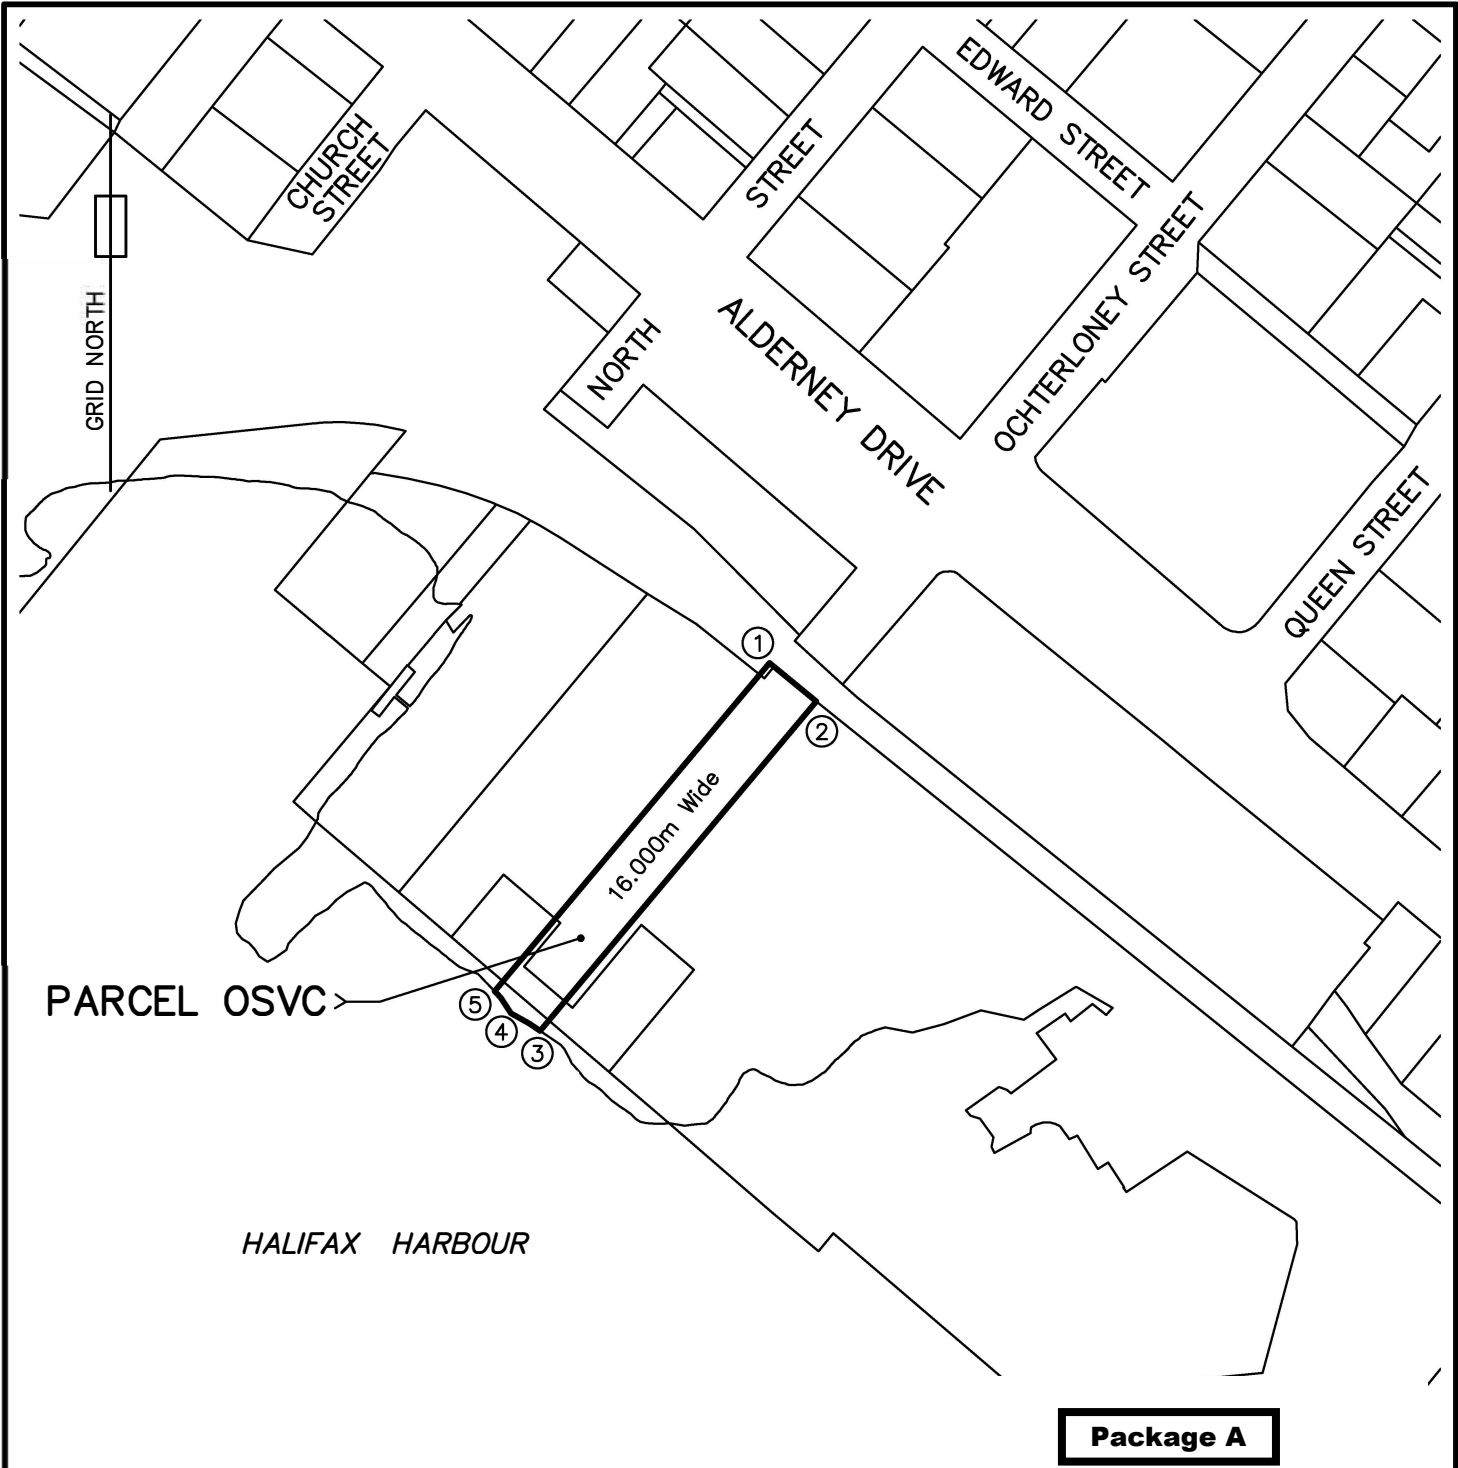 EDWARD STREET
CHURCH
STREET
STREET
OCHTERLONEY STREET
GRID NORTH
NORTH
ALDERNEY DRIVE
QUEEN STREET
1
2
16.000m Wide
PARCEL OSVC
5
4
3
HALIFAX HARBOUR
Package A